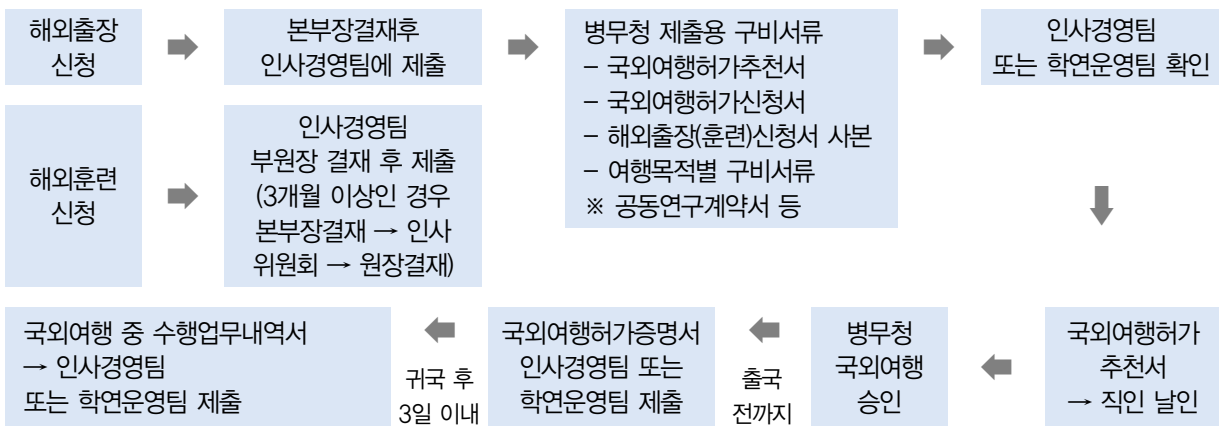 해외출장
신청
본부장결재후
인사경영팀에 제출
해외훈련
신청
인사경영팀
부원장 결재 후 제출
(3개월 이상인 경우
본부장결재 → 인사
위원회 → 원장결재)
병무청 제출용 구비서류
– 국외여행허가추천서
– 국외여행허가신청서
– 해외출장(훈련)신청서 사본
– 여행목적별 구비서류
※ 공동연구계약서 등
인사경영팀
또는 학연운영팀 확인
국외여행허가
추천서
→ 직인 날인
병무청
국외여행
승인
출국
전까지
국외여행허가증명서
인사경영팀 또는
학연운영팀 제출
귀국 후
3일 이내
국외여행 중 수행업무내역서
→ 인사경영팀
또는 학연운영팀 제출